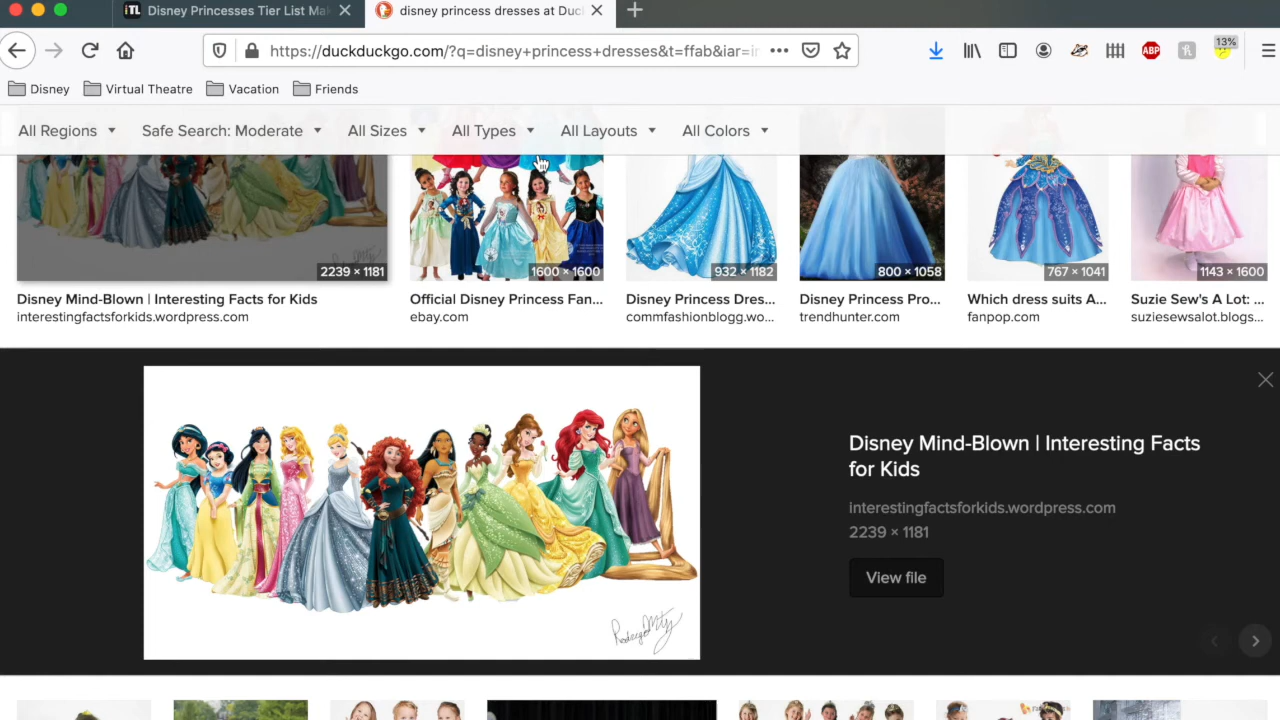 iTL Disney Princesses Tier List Mak
disney princess dresses at Duck
https://duckduckgo.com/?q=disney+princess+dresses&t=ffab&iar=i
ABP
13%
Disney
Virtual Theatre
Vacation
Friends
All Regions
Safe Search: Moderate
All Sizes
All Types
All Layouts
All Colors
2239 × 1181
1600 × 1600
932 × 1182
800 × 1058
767 × 1041
1143 × 1600
Disney Mind-Blown | Interesting Facts for Kids
interestingfactsforkids.wordpress.com
Official Disney Princess Fan...
ebay.com
Disney Princess Dres...
commfashionblogg.wo...
Disney Princess Pro...
trendhunter.com
Which dress suits A...
fanpop.com
Suzie Sew's A Lot: ...
suziesewsalot.blogs...
Disney Mind-Blown | Interesting Facts
for Kids
interestingfactsforkids.wordpress.com
2239 × 1181
View file